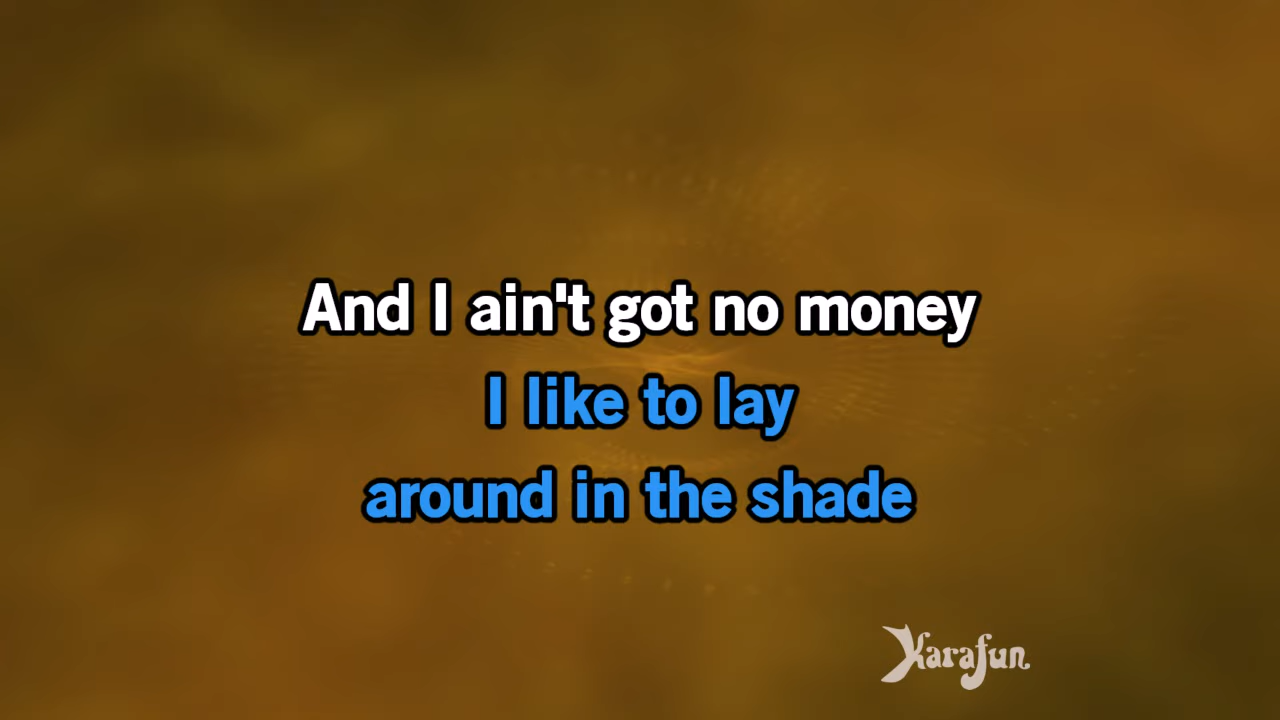 And I ain't got no money
I like to lay
around in the shade
Karafun